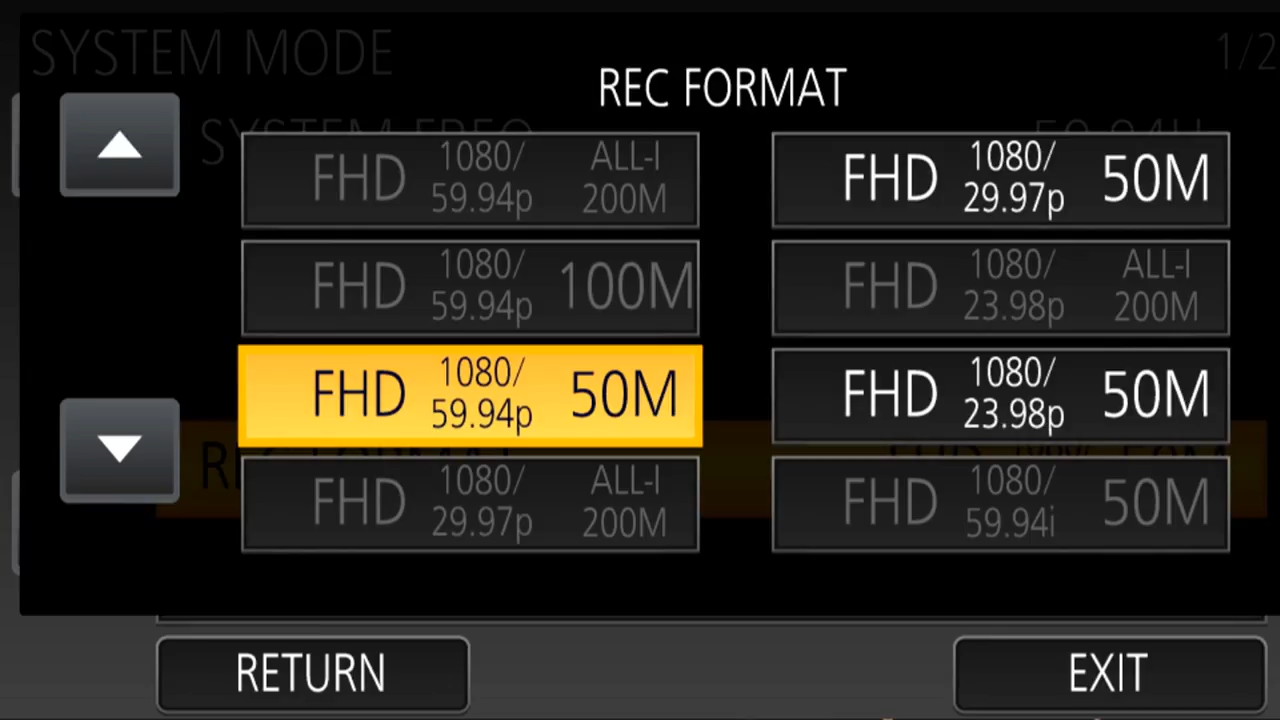 SYSTEM MODE
1/2
REC FORMAT
SYSTEM FREQ
FHD 1080/59.94p ALL-I 200M
FHD 1080/29.97p 50M
FHD 1080/59.94p 100M
FHD 1080/23.98p ALL-I 200M
FHD 1080/59.94p 50M
FHD 1080/23.98p 50M
FHD 1080/29.97p ALL-I 200M
FHD 1080/59.94i 50M
RETURN
EXIT